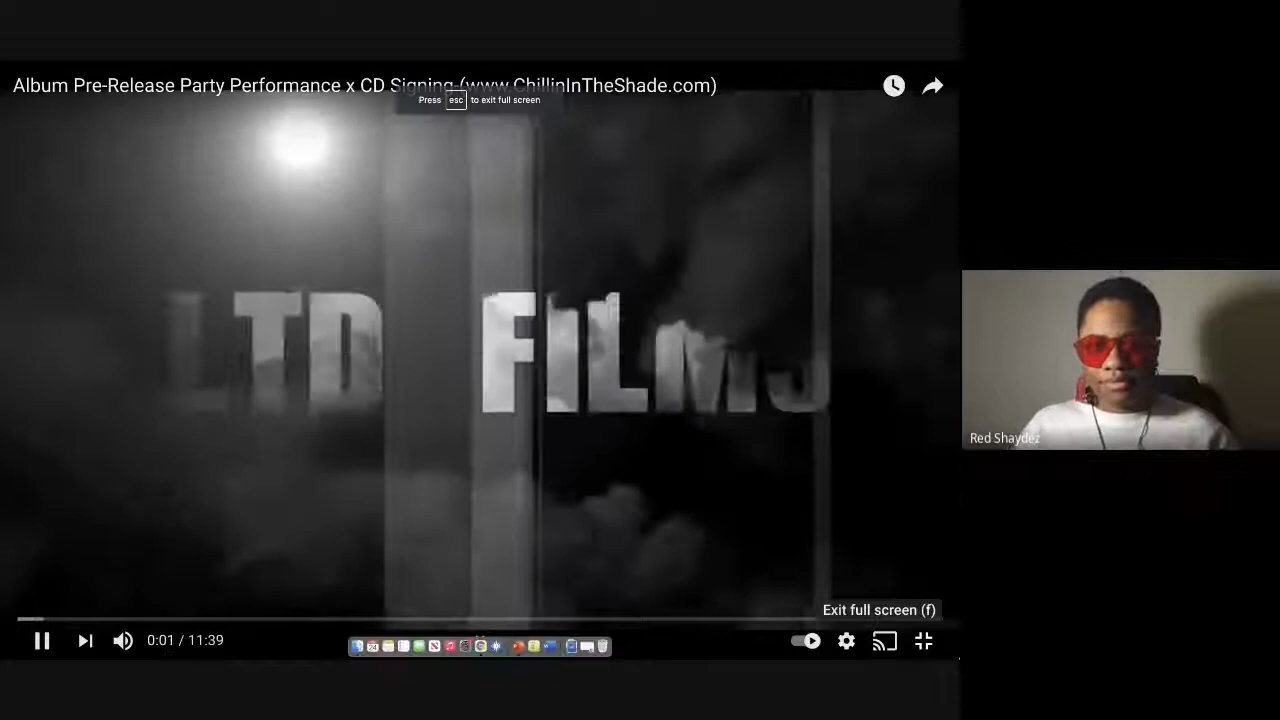 Album Pre-Release Party Performance x CD Signing (www.ChillinInTheShade.com)
Press esc to exit full screen
LTD FILMS
Red Shaydez
Exit full screen (f)
0:01 / 11:39